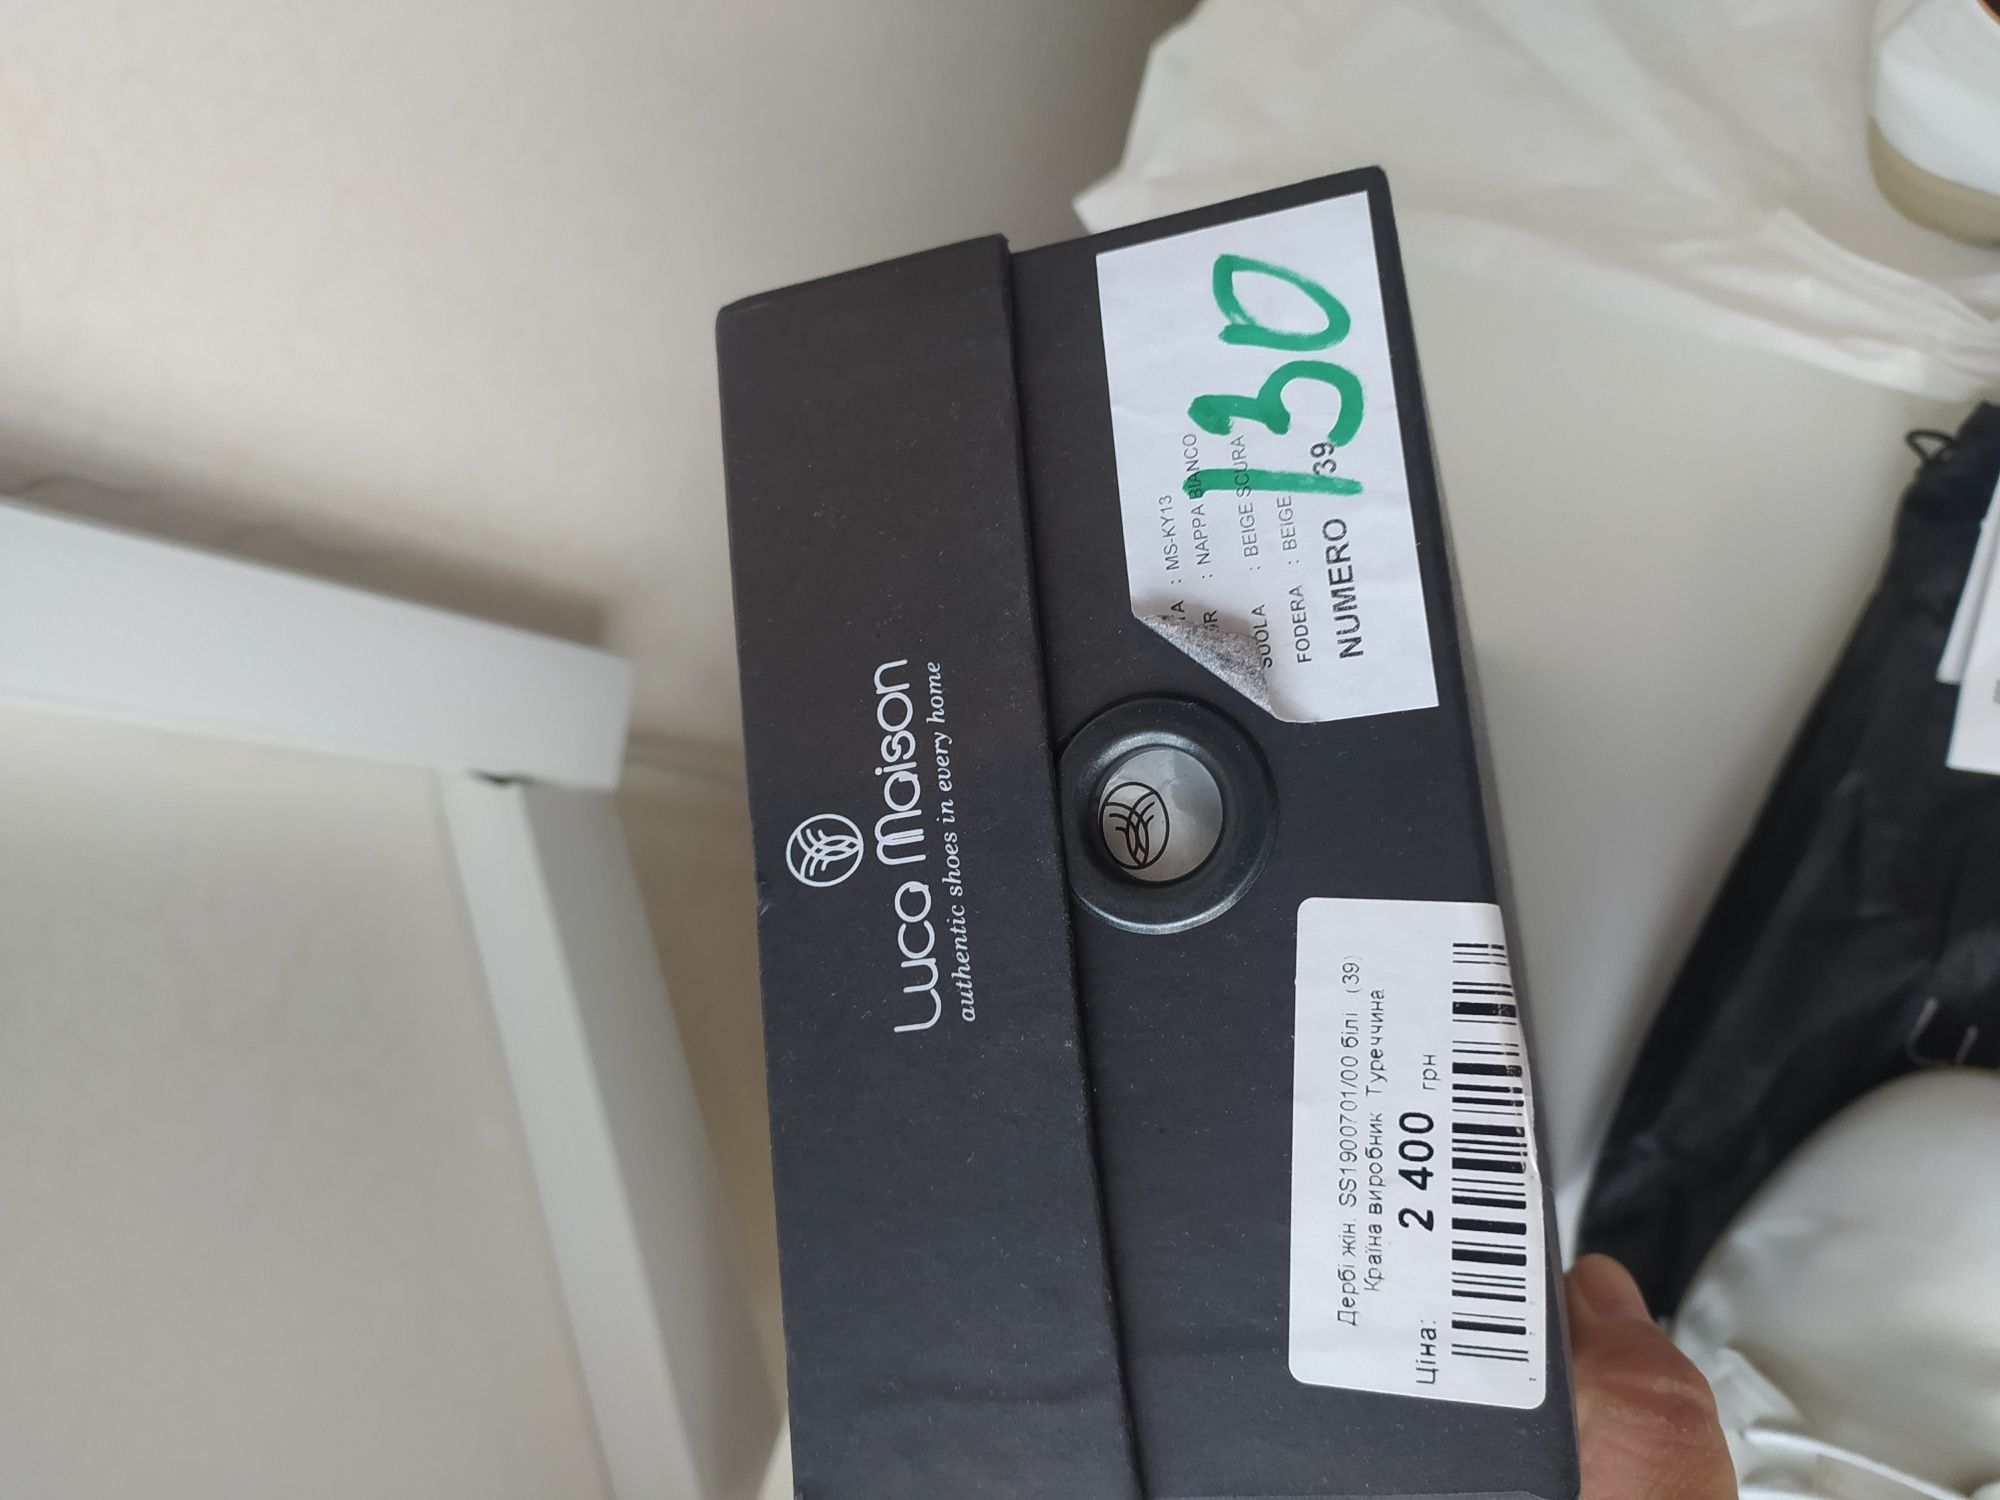 Luca Maison
authentic shoes in every home
Дербі жін. SS1900701/00 білі (39)
Країна виробник Туреччина
Ціна: 2 400 грн
: MS-KY13
: NAPPA BIANCO
SUOLA : BEIGE SCURA
FODERA : BEIGE
NUMERO 39
130